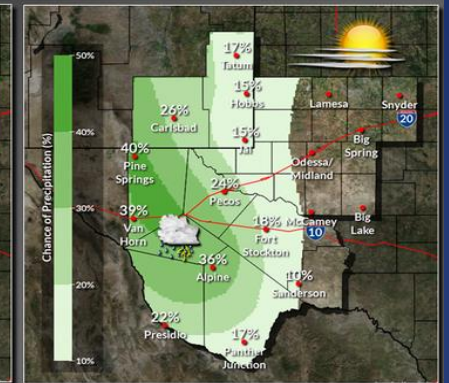 Chance of Precipitation (%)
50%
40%
30%
20%
10%
17%
Tatum
15%
Hobbs
26%
Carlsbad
15%
Jal
40%
Pine
Springs
24%
Pecos
39%
Van
Horn
18%
Fort
Stockton
36%
Alpine
10%
Sanderson
22%
Presidio
17%
Panther
Junction
Lamesa
Snyder
20
Big
Spring
Odessa/
Midland
McCamey
10
Big
Lake